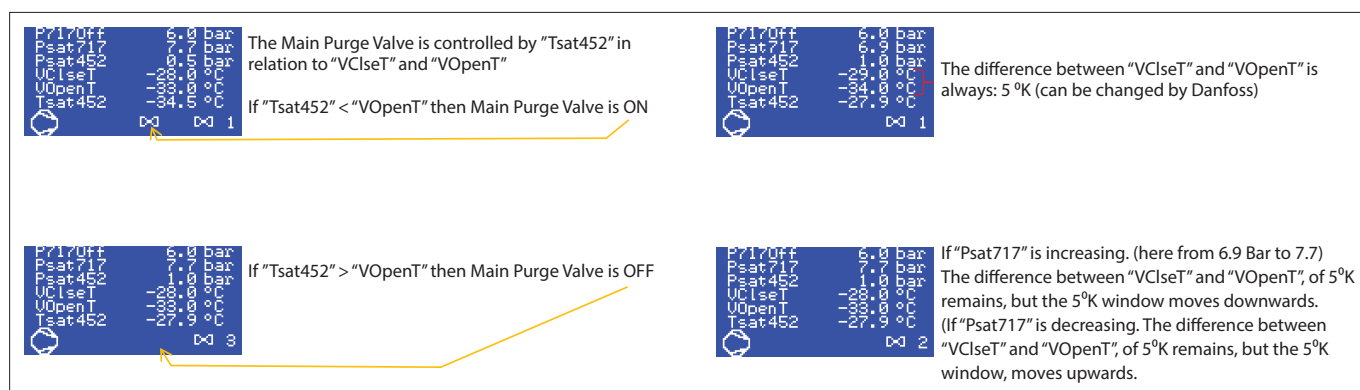 P717Off 6.0 bar
Psat717 7.7 bar
Psat452 0.5 bar
VClseT -28.0 °C
VOpenT -33.0 °C
Tsat452 -34.5 °C
1
The Main Purge Valve is controlled by ”Tsat452” in
relation to “VClseT” and “VOpenT”
If ”Tsat452” < “VOpenT” then Main Purge Valve is ON
P717Off 6.0 bar
Psat717 6.9 bar
Psat452 1.0 bar
VClseT -29.0 °C
VOpenT -34.0 °C
Tsat452 -27.9 °C
1
The difference between “VClseT” and “VOpenT” is
always: 5 ⁰K (can be changed by Danfoss)
P717Off 6.0 bar
Psat717 7.7 bar
Psat452 1.0 bar
VClseT -28.0 °C
VOpenT -33.0 °C
Tsat452 -27.9 °C
3
If ”Tsat452” > “VOpenT” then Main Purge Valve is OFF
P717Off 6.0 bar
Psat717 7.7 bar
Psat452 1.0 bar
VClseT -28.0 °C
VOpenT -33.0 °C
Tsat452 -27.9 °C
2
If “Psat717” is increasing. (here from 6.9 Bar to 7.7)
The difference between “VClseT” and “VOpenT”, of 5⁰K
remains, but the 5⁰K window moves downwards.
(If “Psat717” is decreasing. The difference between
“VClseT” and “VOpenT”, of 5⁰K remains, but the 5⁰K
window, moves upwards.